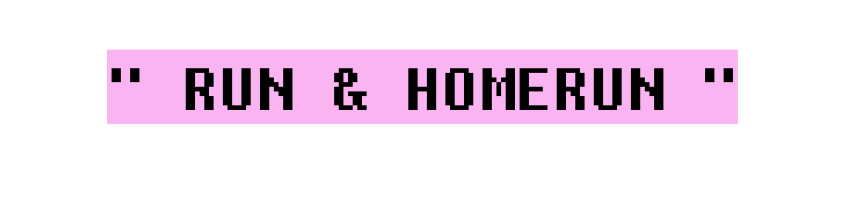 " RUN & HOMERUN "